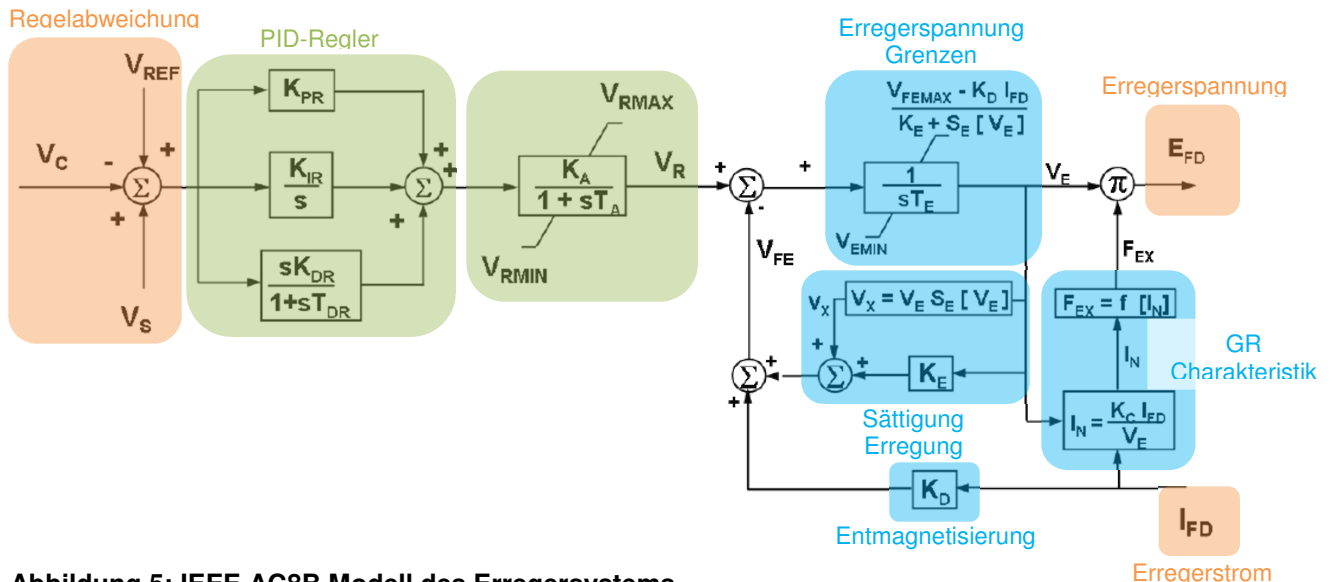 Regelabweichung
V_REF
V_C
-
+
Σ
+
V_S
PID-Regler
K_PR
K_IR
s
sK_DR
1+sT_DR
+
+
Σ
+
V_RMAX
K_A
1 + sT_A
V_RMIN
V_R
+
Σ
-
+
V_FE
Erregerspannung
Grenzen
V_FEMAX - K_D I_FD
K_E + S_E [ V_E ]
1
sT_E
V_EMIN
V_E
π
Erregerspannung
E_FD
F_EX
F_EX = f [I_N]
I_N
I_N = K_C I_FD
V_E
GR
Charakteristik
V_X
V_X = V_E S_E [ V_E ]
+
Σ
+
K_E
+
Σ
+
Sättigung
Erregung
K_D
Entmagnetisierung
I_FD
Erregerstrom
Abbildung 5: IEEE AC8B Modell des Erregersystems